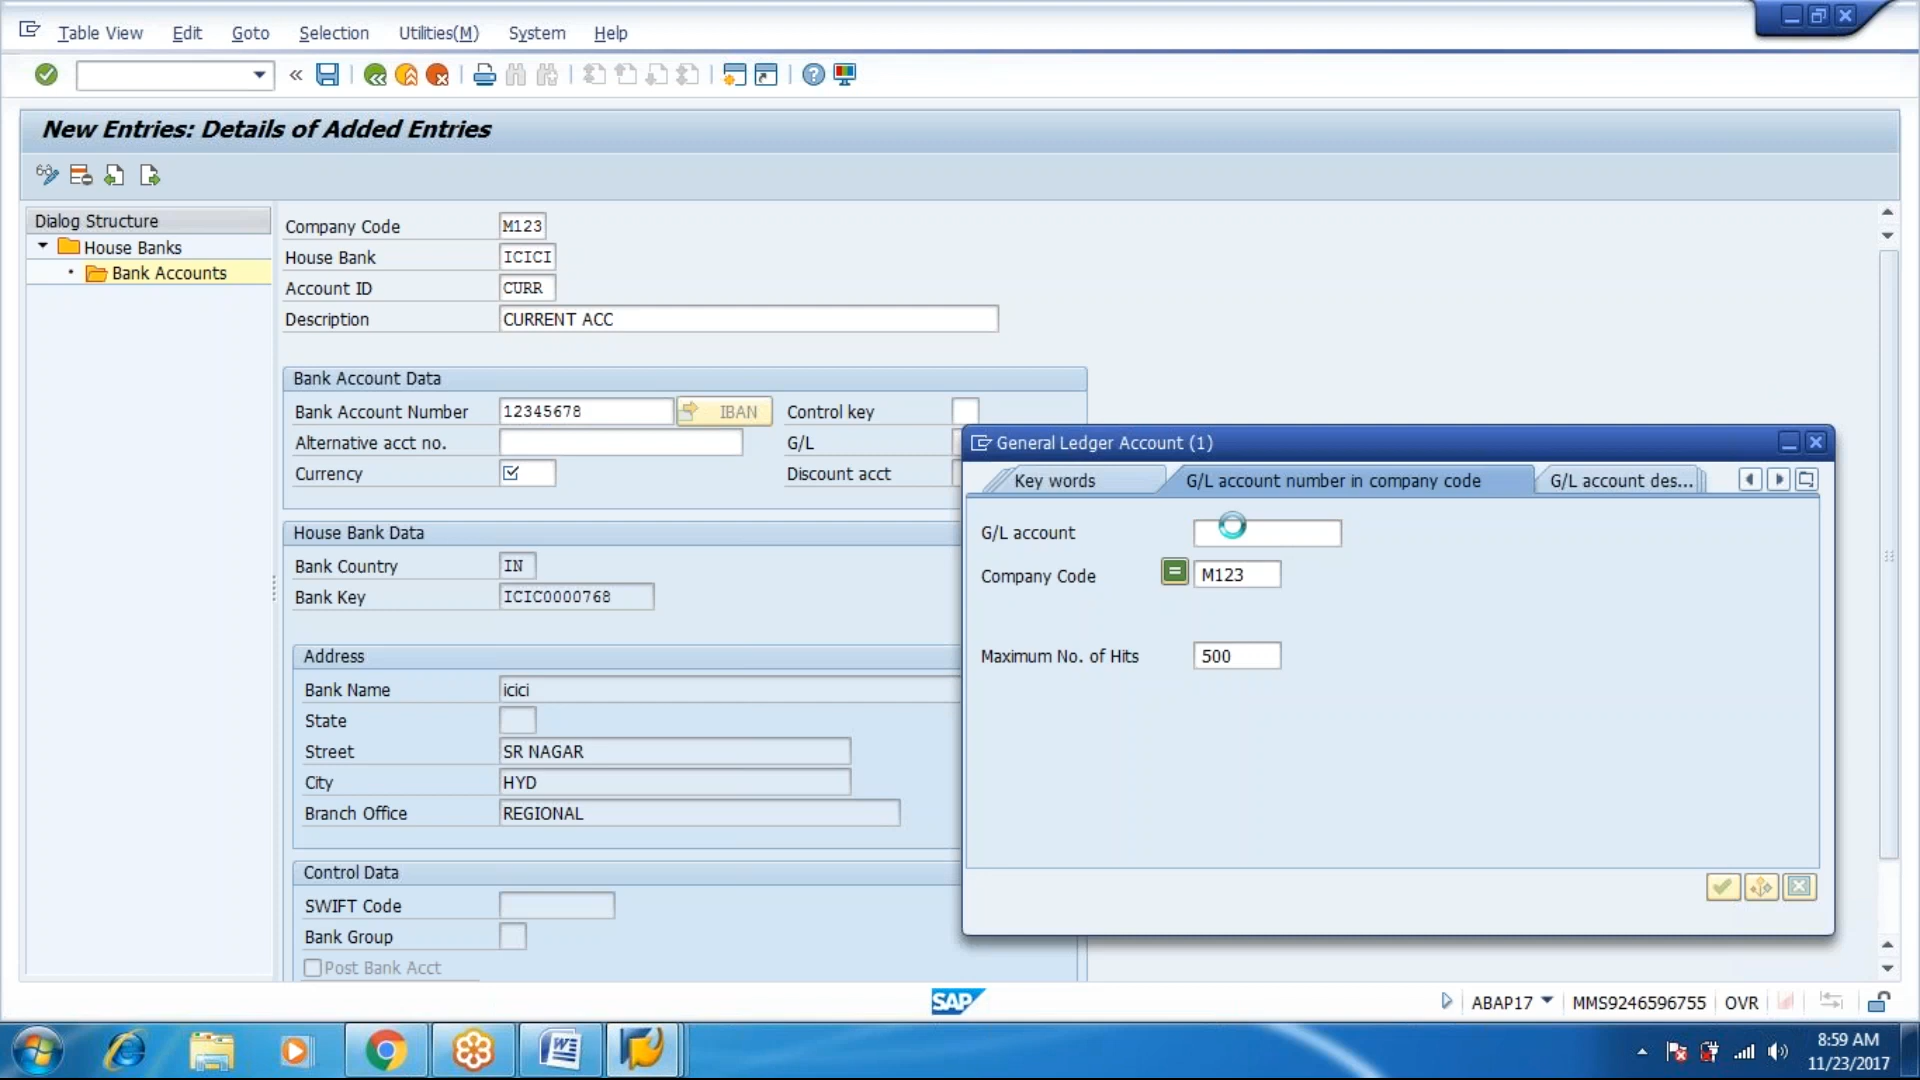 Table View Edit Goto Selection Utilities(M) System Help
New Entries: Details of Added Entries
Dialog Structure
House Banks
Bank Accounts
Company Code M123
House Bank ICICI
Account ID CURR
Description CURRENT ACC
Bank Account Data
Bank Account Number 12345678 IBAN Control key
Alternative acct no. G/L
Currency Discount acct
House Bank Data
Bank Country IN
Bank Key ICIC0000768
Address
Bank Name icici
State
Street SR NAGAR
City HYD
Branch Office REGIONAL
Control Data
SWIFT Code
Bank Group
Post Bank Acct
General Ledger Account (1)
Key words G/L account number in company code G/L account des...
G/L account
Company Code = M123
Maximum No. of Hits 500
SAP
ABAP17 MMS9246596755 OVR
8:59 AM
11/23/2017